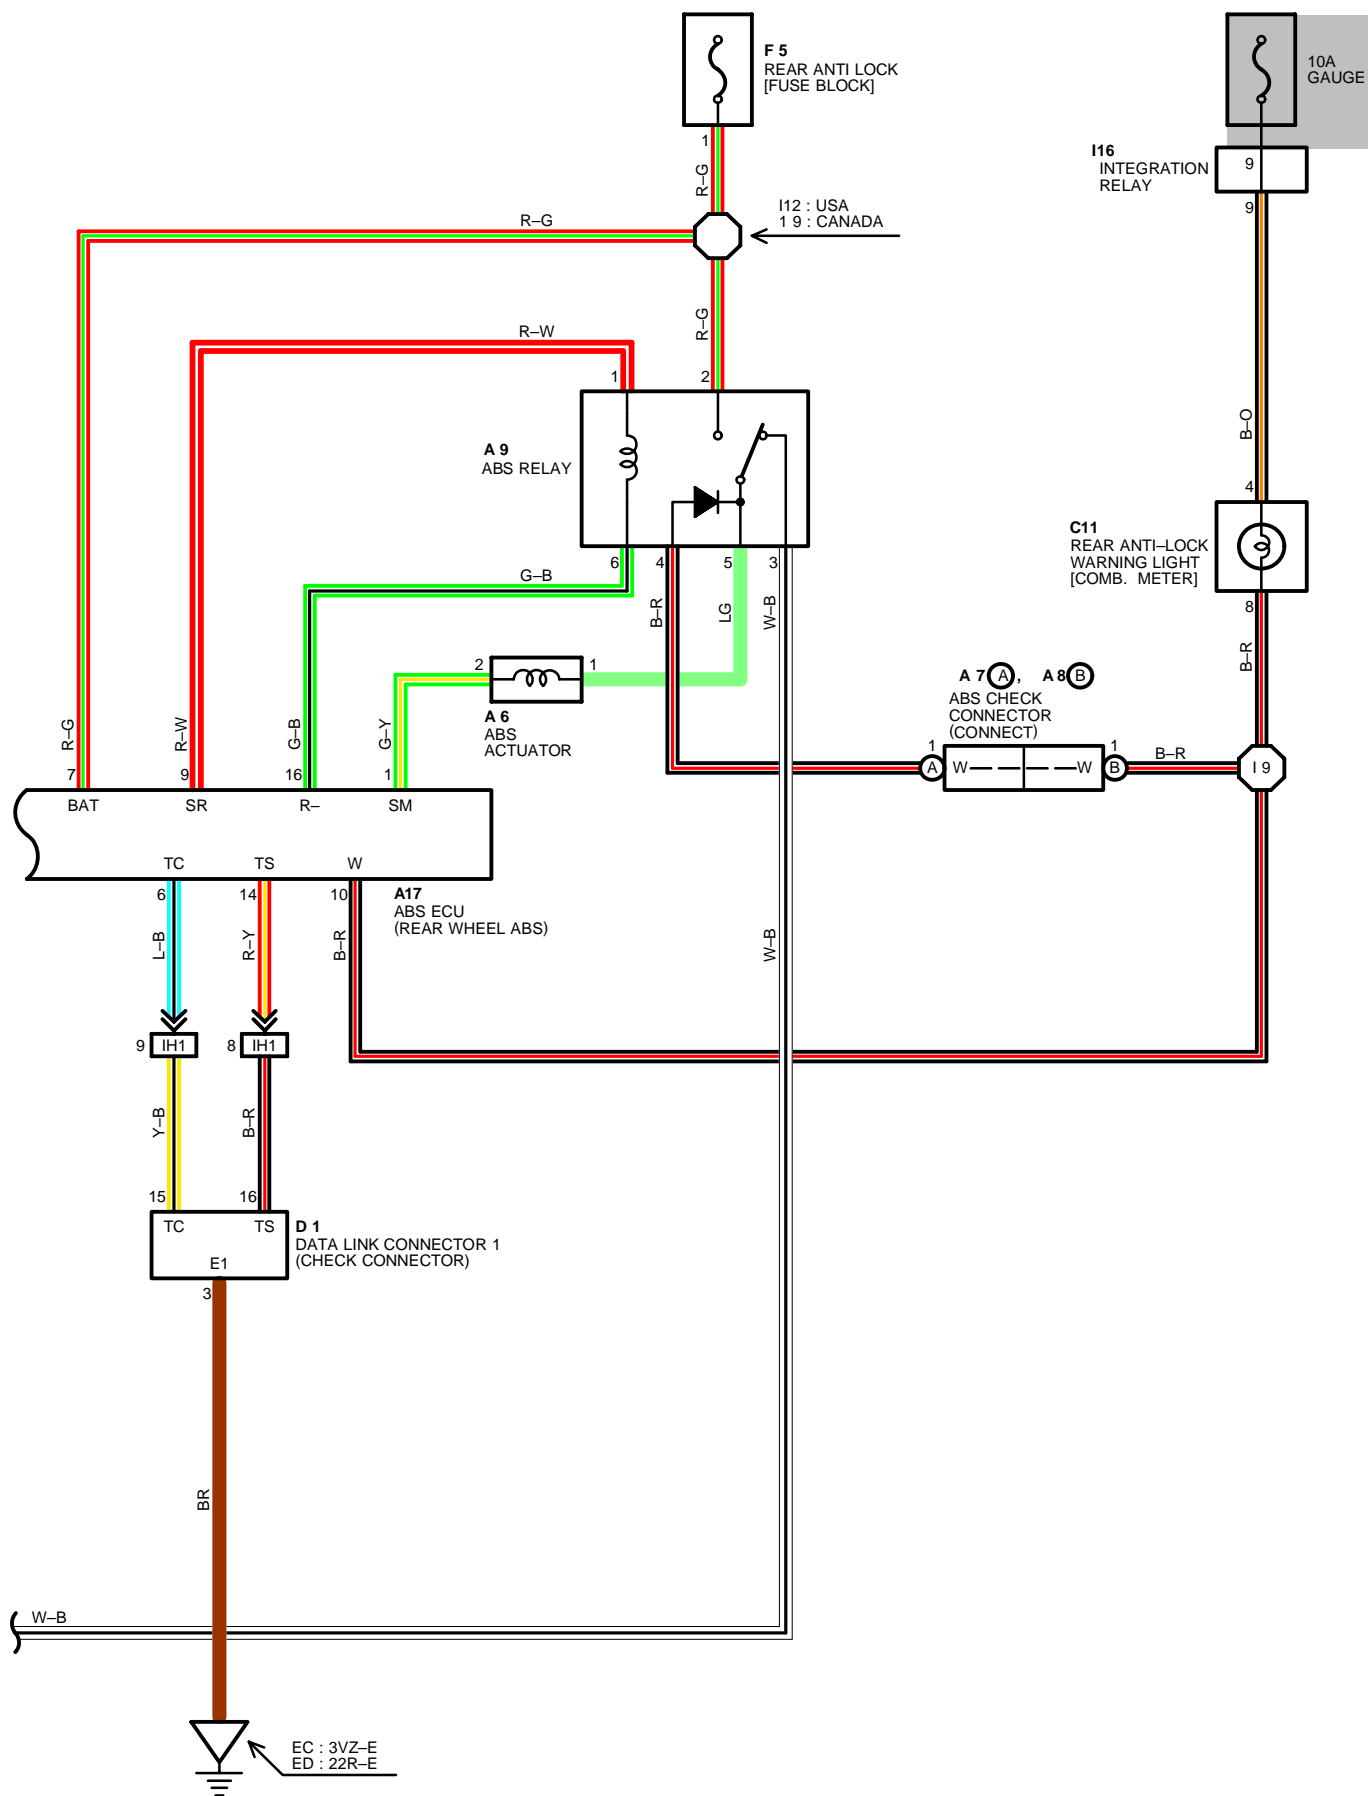 F 5
REAR ANTI LOCK
[FUSE BLOCK]
10A
GAUGE
1
R–G
I16
INTEGRATION
RELAY
9
9
I12 : USA
1 9 : CANADA
R–G
R–G
R–W
1
2
A 9
ABS RELAY
B–O
4
C11
REAR ANTI–LOCK
WARNING LIGHT
[COMB. METER]
8
B–R
6
4
5
3
G–B
B–R
LG
W–B
2
1
A 6
ABS
ACTUATOR
A 7 A , A 8 B
ABS CHECK
CONNECTOR
(CONNECT)
1
1
A
W
W
B
B–R
I 9
R–G
R–W
G–B
G–Y
7
9
16
1
BAT
SR
R–
SM
TC
TS
W
6
14
10
A17
ABS ECU
(REAR WHEEL ABS)
L–B
R–Y
B–R
W–B
9
IH1
8
IH1
Y–B
B–R
15
16
TC
TS
E1
D 1
DATA LINK CONNECTOR 1
(CHECK CONNECTOR)
3
BR
W–B
EC : 3VZ–E
ED : 22R–E